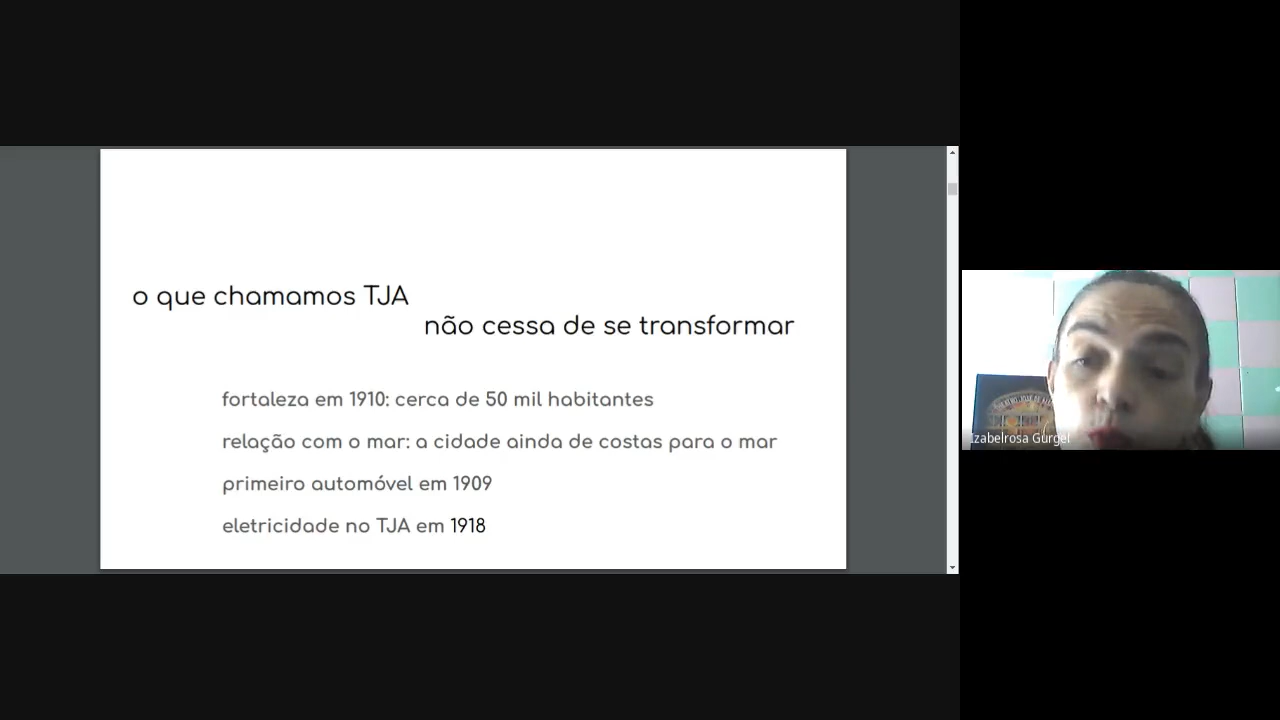 o que chamamos TJA
não cessa de se transformar
fortaleza em 1910: cerca de 50 mil habitantes
relação com o mar: a cidade ainda de costas para o mar
primeiro automóvel em 1909
eletricidade no TJA em 1918
Izabelrosa Gurgel